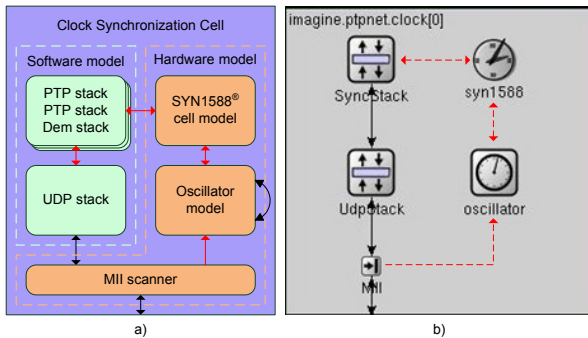 Clock Synchronization Cell
Software model
Hardware model
PTP stack
PTP stack
Dem stack
SYN1588®
cell model
UDP stack
Oscillator
model
MII scanner
a)
imagine.ptpnet.clock[0]
SyncStack
syn1588
UdpStack
oscillator
MII
b)